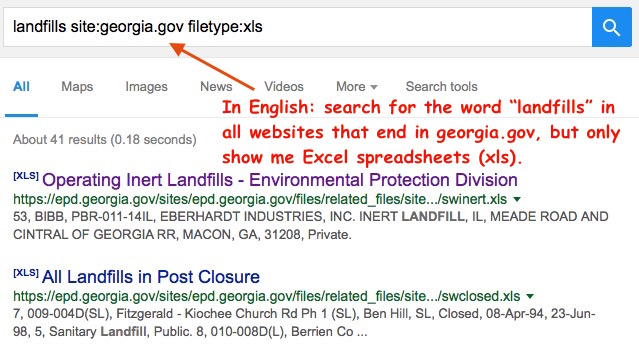 landfills site:georgia.gov filetype:xls
All Maps Images News Videos More Search tools
In English: search for the word “landfills” in
all websites that end in georgia.gov, but only
show me Excel spreadsheets (xls).
About 41 results (0.18 seconds)
[XLS] Operating Inert Landfills - Environmental Protection Division
https://epd.georgia.gov/sites/epd.georgia.gov/files/related_files/site.../swinert.xls
53, BIBB, PBR-011-14IL, EBERHARDT INDUSTRIES, INC. INERT LANDFILL, IL, MEADE ROAD AND
CINTRAL OF GEORGIA RR, MACON, GA, 31208, Private.
[XLS] All Landfills in Post Closure
https://epd.georgia.gov/sites/epd.georgia.gov/files/related_files/site.../swclosed.xls
7, 009-004D(SL), Fitzgerald - Kiochee Church Rd Ph 1 (SL), Ben Hill, SL, Closed, 08-Apr-94, 23-Jun-
98, 5, Sanitary Landfill, Public. 8, 010-008D(L), Berrien Co ...